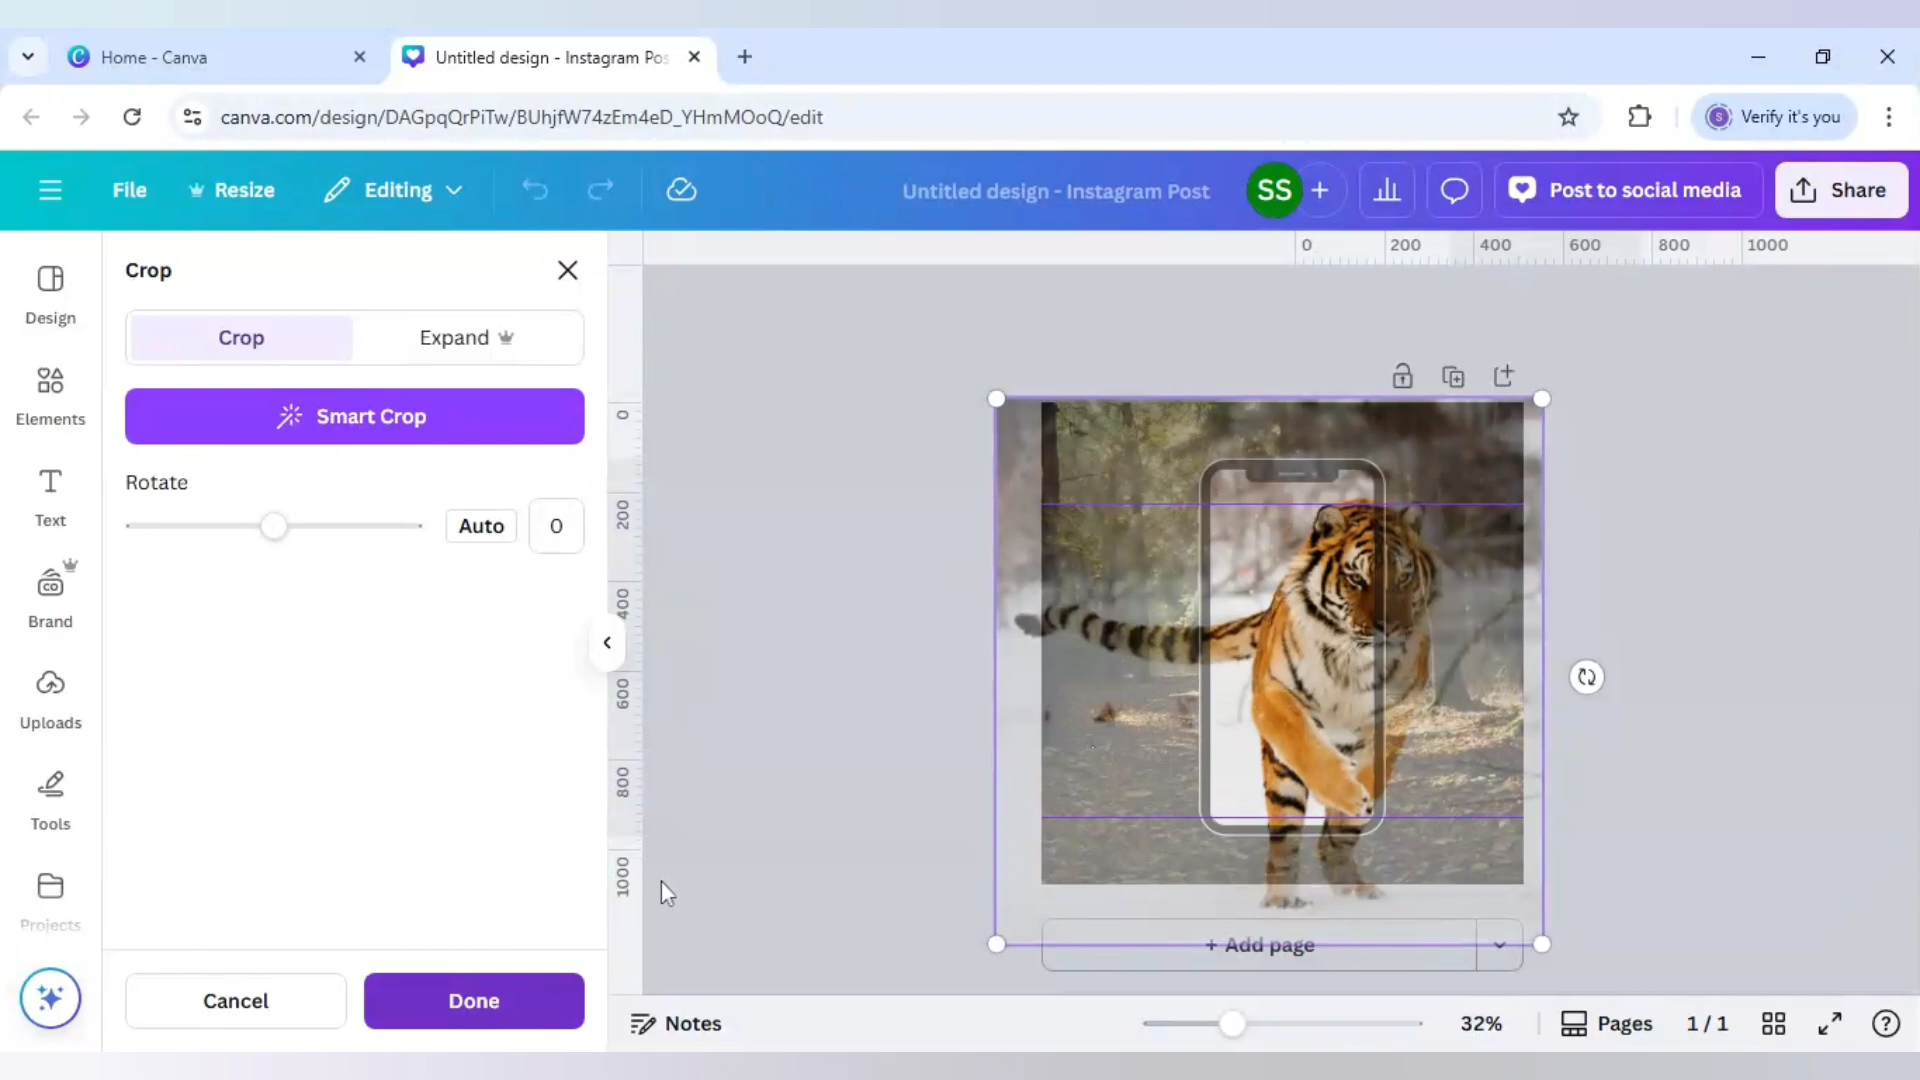 Home - Canva
Untitled design - Instagram Pos
canva.com/design/DAGpqQrPiTw/BUhjfW74zEm4eD_YHmMOoQ/edit
S
Verify it's you
File
Resize
Editing
Untitled design - Instagram Post
SS
+
Post to social media
Share
Design
Elements
Text
Brand
CO
Uploads
Tools
Projects
Crop
Crop
Expand
Smart Crop
Rotate
Auto
0
Cancel
Done
0
200
400
600
800
1000
0
200
400
600
800
1000
+ Add page
Notes
32%
Pages
1 / 1